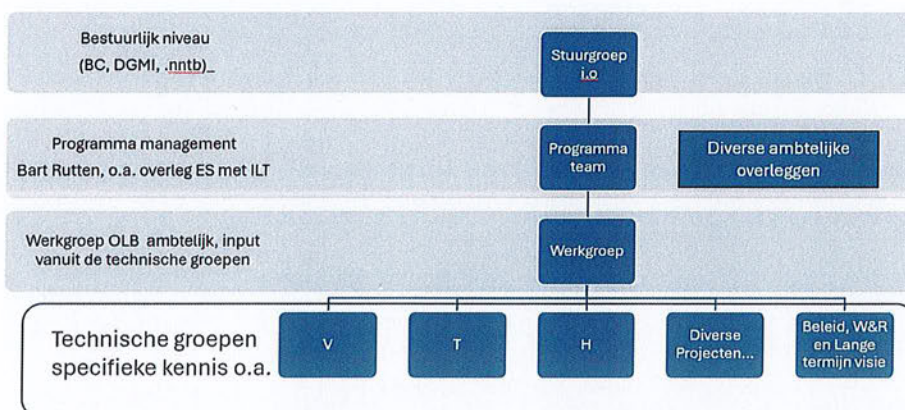 Bestuurlijk niveau
(BC, DGMI, .nntb)_
Stuurgroep
i.o
Programma management
Bart Rutten, o.a. overleg ES met ILT
Programma
team
Diverse ambtelijke
overleggen
Werkgroep OLB ambtelijk, input
vanuit de technische groepen
Werkgroep
Technische groepen
specifieke kennis o.a.
V
T
H
Diverse
Projecten...
Beleid, W&R
en Lange
termijn visie